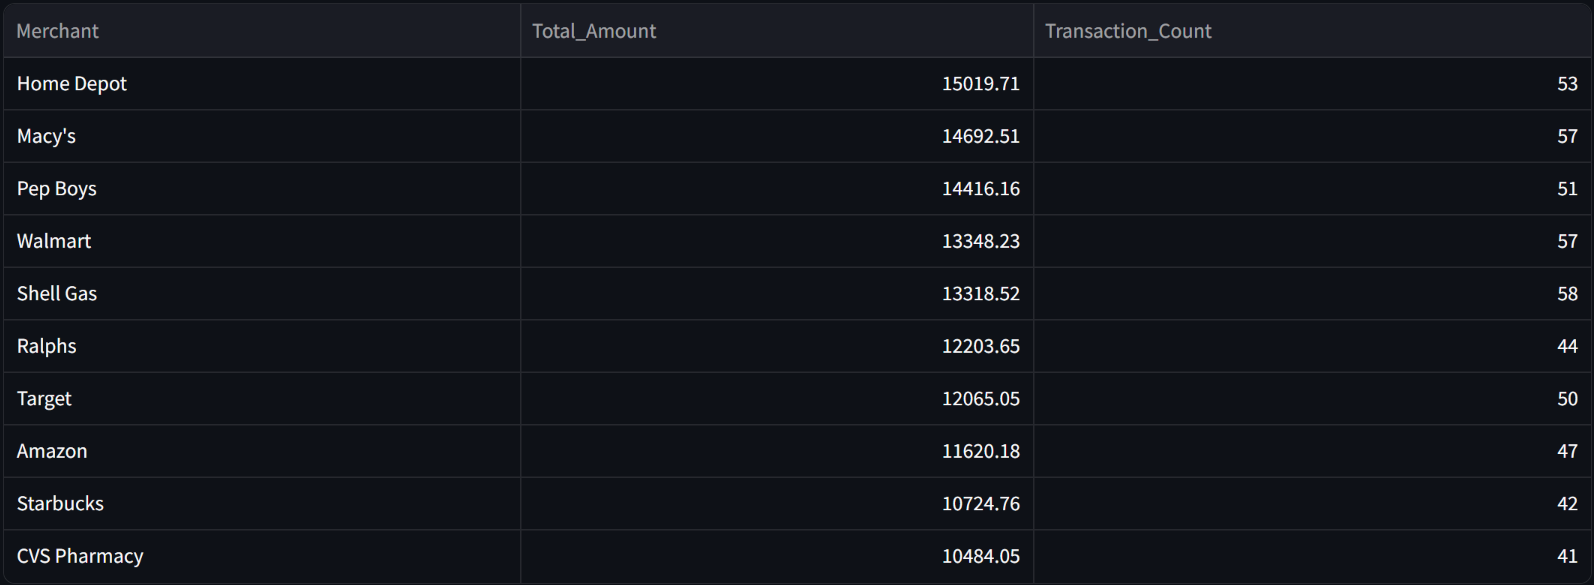 Merchant Total_Amount Transaction_Count
Home Depot 15019.71 53
Macy's 14692.51 57
Pep Boys 14416.16 51
Walmart 13348.23 57
Shell Gas 13318.52 58
Ralphs 12203.65 44
Target 12065.05 50
Amazon 11620.18 47
Starbucks 10724.76 42
CVS Pharmacy 10484.05 41